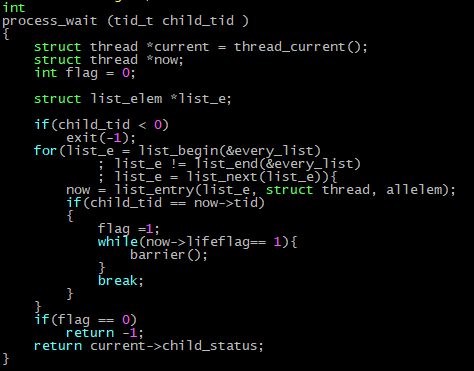 int
process_wait (tid_t child_tid )
{
    struct thread *current = thread_current();
    struct thread *now;
    int flag = 0;

    struct list_elem *list_e;

    if(child_tid < 0)
        exit(-1);
    for(list_e = list_begin(&every_list)
            ; list_e != list_end(&every_list)
            ; list_e = list_next(list_e)){
        now = list_entry(list_e, struct thread, allelem);
        if(child_tid == now->tid)
        {
            flag =1;
            while(now->lifeflag== 1){
                barrier();
            }
            break;
        }
    }
    if(flag == 0)
        return -1;
    return current->child_status;
}